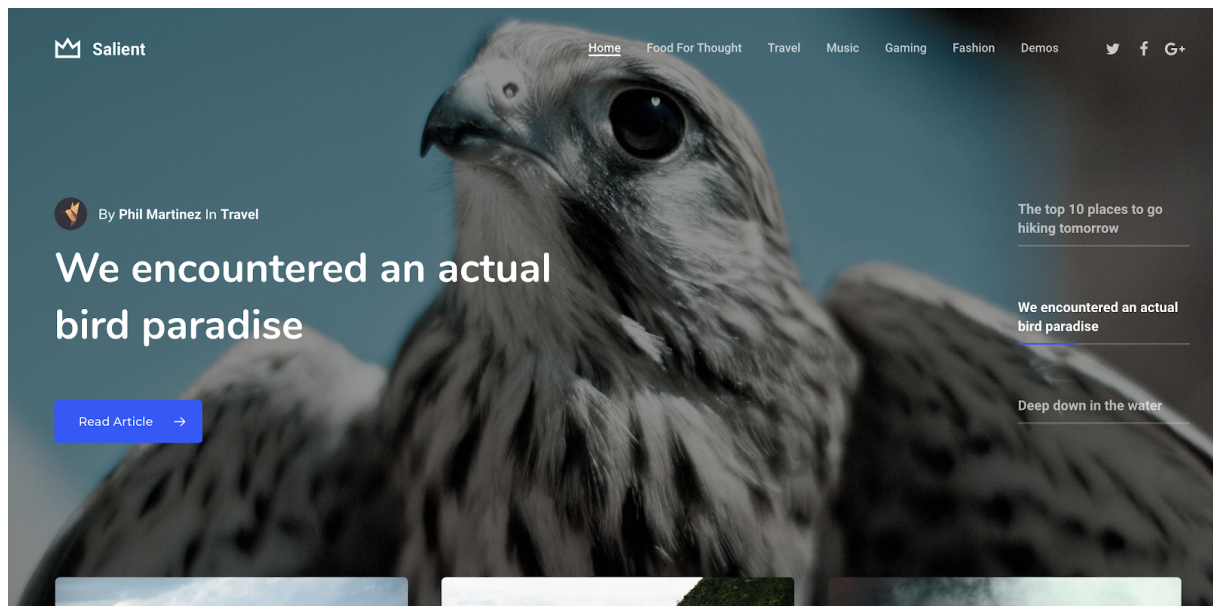 Salient
Home Food For Thought Travel Music Gaming Fashion Demos
G+
By Phil Martinez In Travel
We encountered an actual
bird paradise
Read Article
The top 10 places to go
hiking tomorrow
We encountered an actual
bird paradise
Deep down in the water